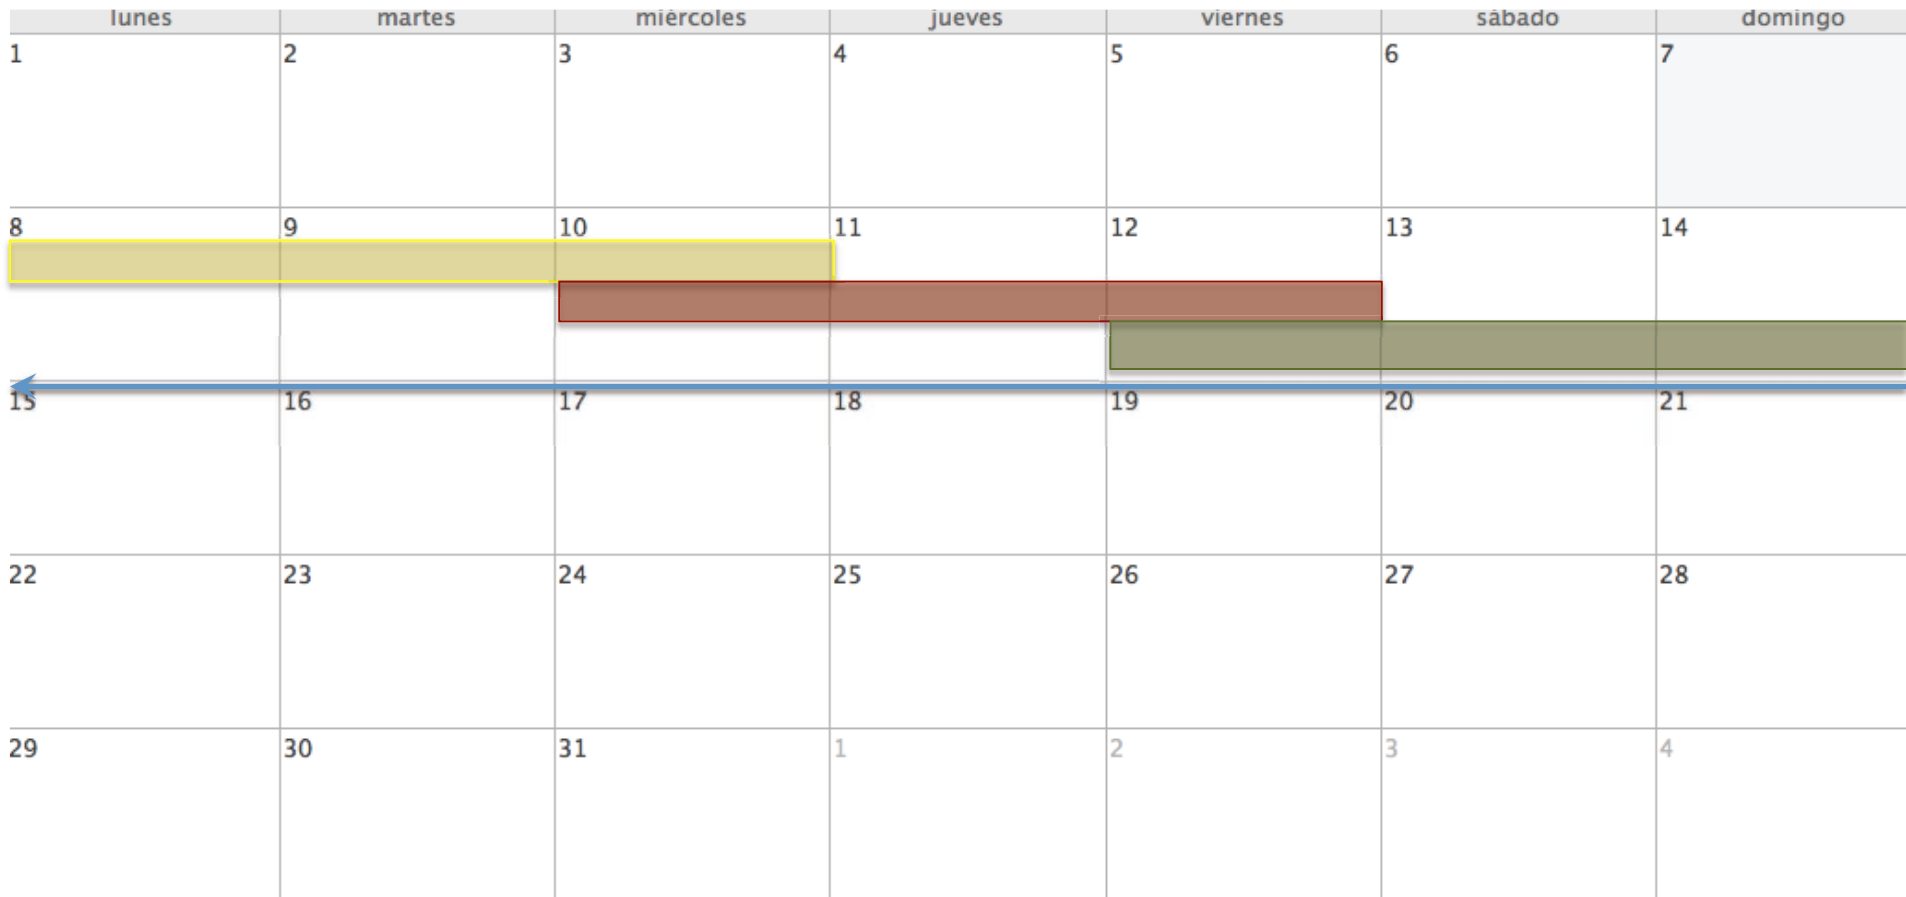 lunes martes miércoles jueves viernes sábado domingo
1 2 3 4 5 6 7
8 9 10 11 12 13 14
15 16 17 18 19 20 21
22 23 24 25 26 27 28
29 30 31 1 2 3 4